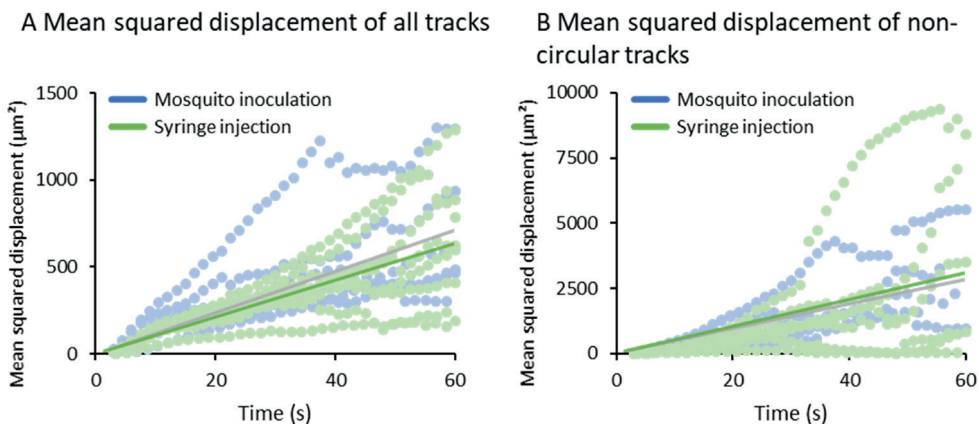 A Mean squared displacement of all tracks
Mean squared displacement (µm²)
1500
1000
500
0
Mosquito inoculation
Syringe injection
0 20 40 60
Time (s)
B Mean squared displacement of non-
circular tracks
Mean squared displacement (µm²)
10000
7500
5000
2500
0
Mosquito inoculation
Syringe injection
0 20 40 60
Time (s)